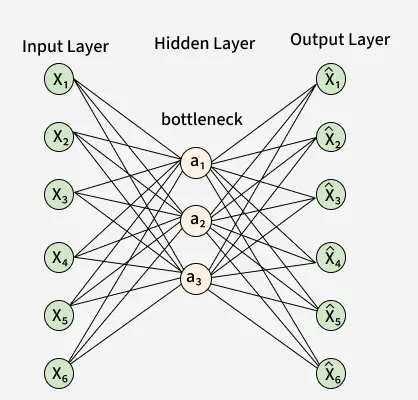 Input Layer
Hidden Layer
Output Layer
bottleneck
X₁
X₂
X₃
X₄
X₅
X₆
a₁
a₂
a₃
X̂₁
X̂₂
X̂₃
X̂₄
X̂₅
X̂₆